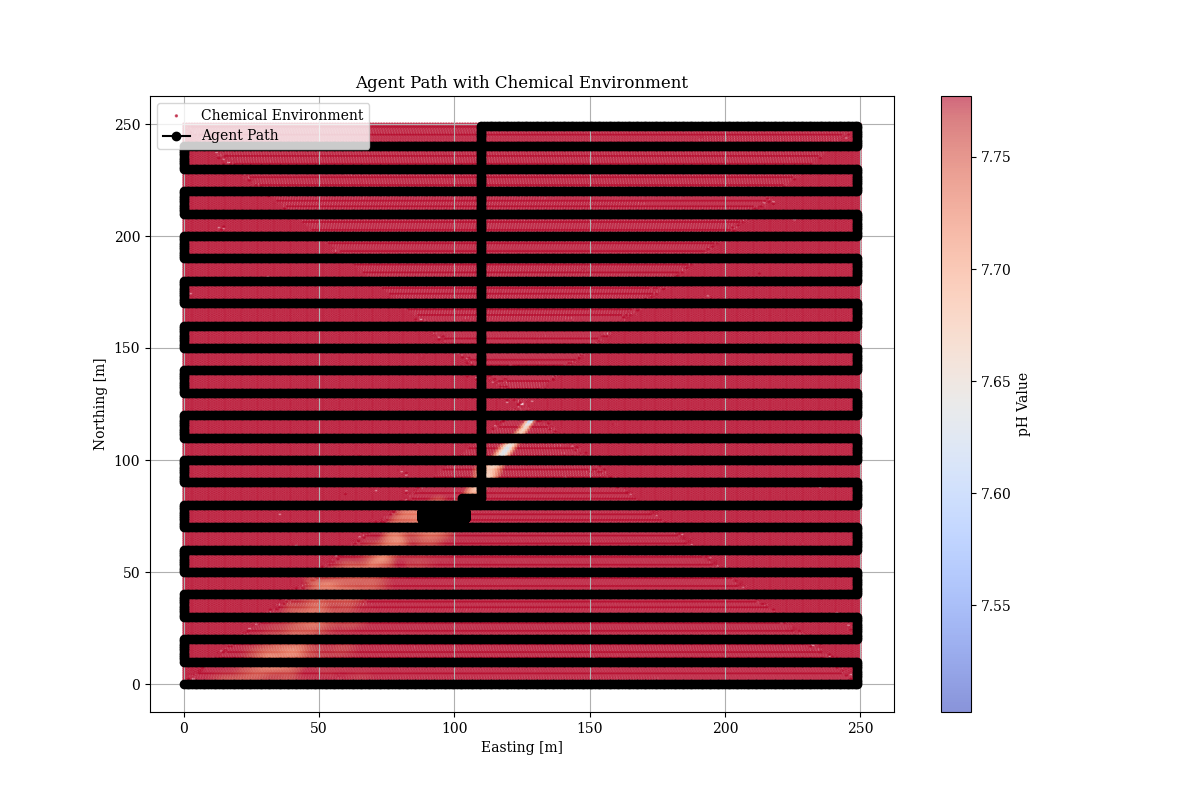 Agent Path with Chemical Environment
Chemical Environment
Agent Path
250
200
150
100
50
0
Northing [m]
0 50 100 150 200 250
Easting [m]
7.75
7.70
7.65
7.60
7.55
pH Value